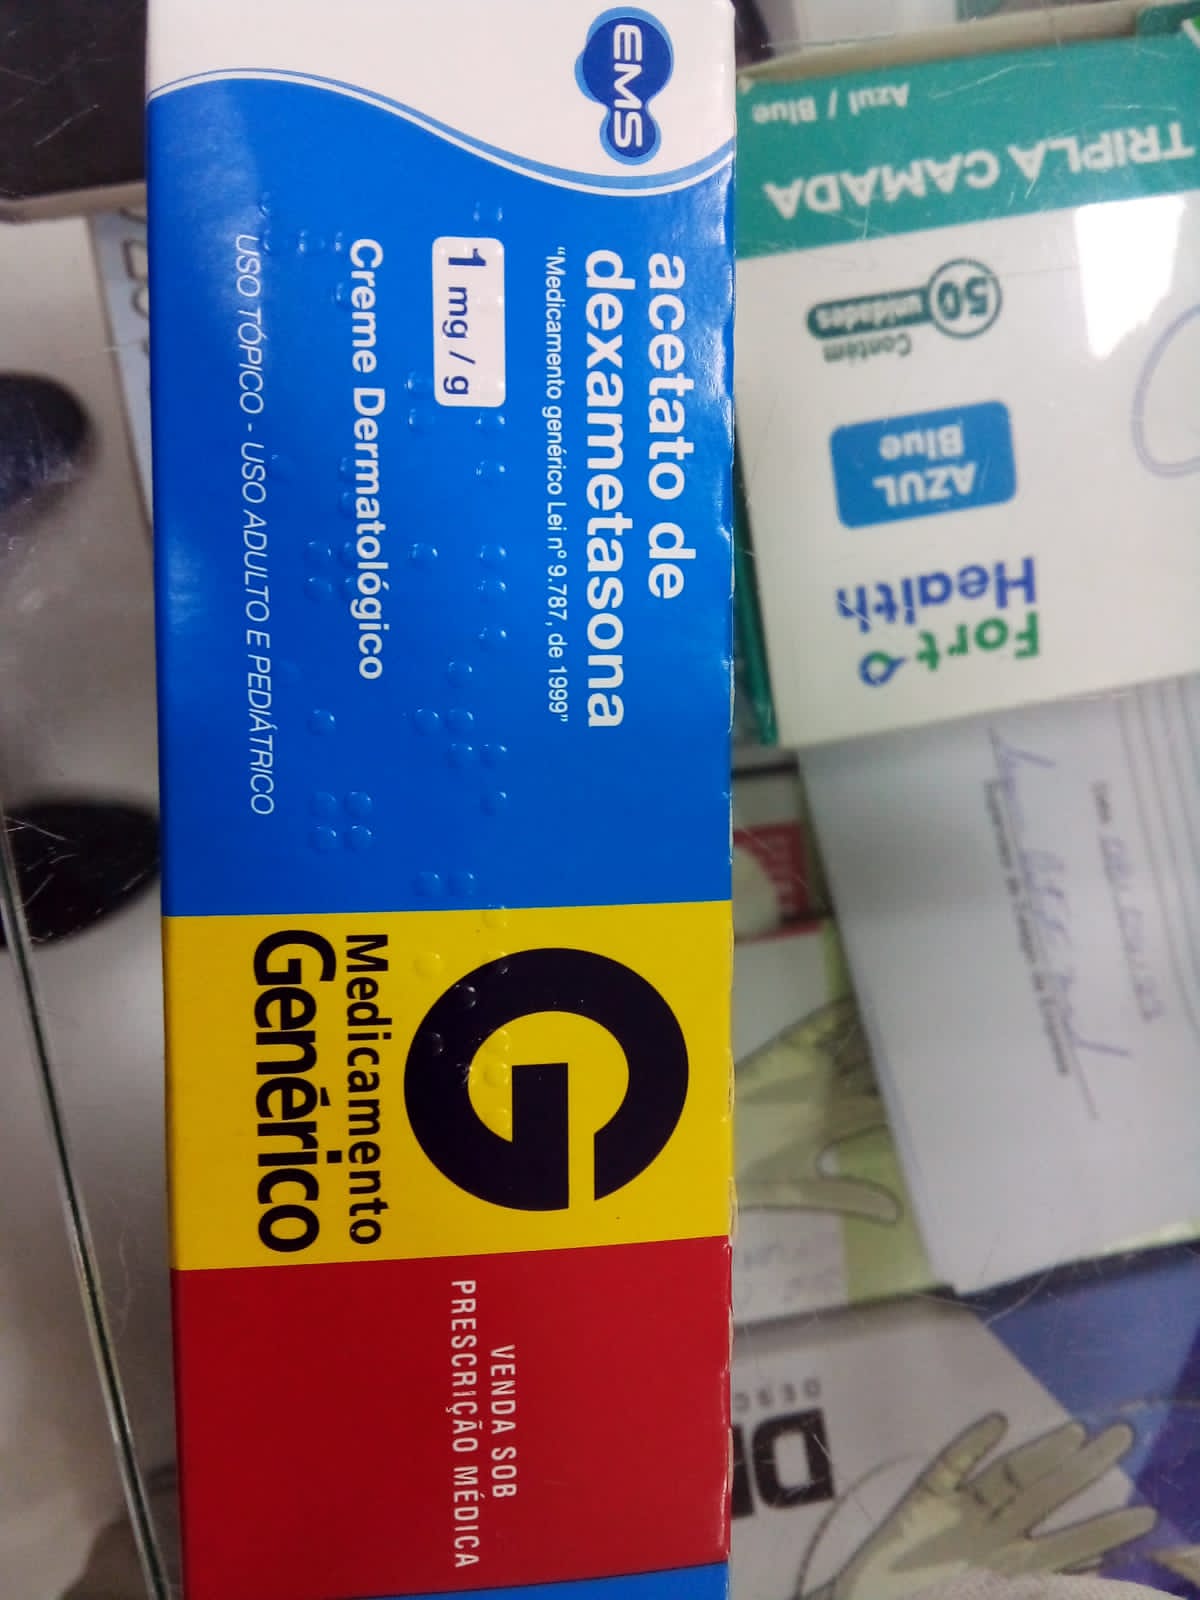 EMS
acetato de
dexametasona
"Medicamento genérico Lei nº 9.787, de 1999"
1 mg / g
Creme Dermatológico
USO TÓPICO - USO ADULTO E PEDIÁTRICO
G
Medicamento
Genérico
VENDA SOB
PRESCRIÇÃO MÉDICA
Fort
Health
AZUL
Blue
Contém
50 unidades
TRIPLA CAMADA
Azul / Blue
DESC